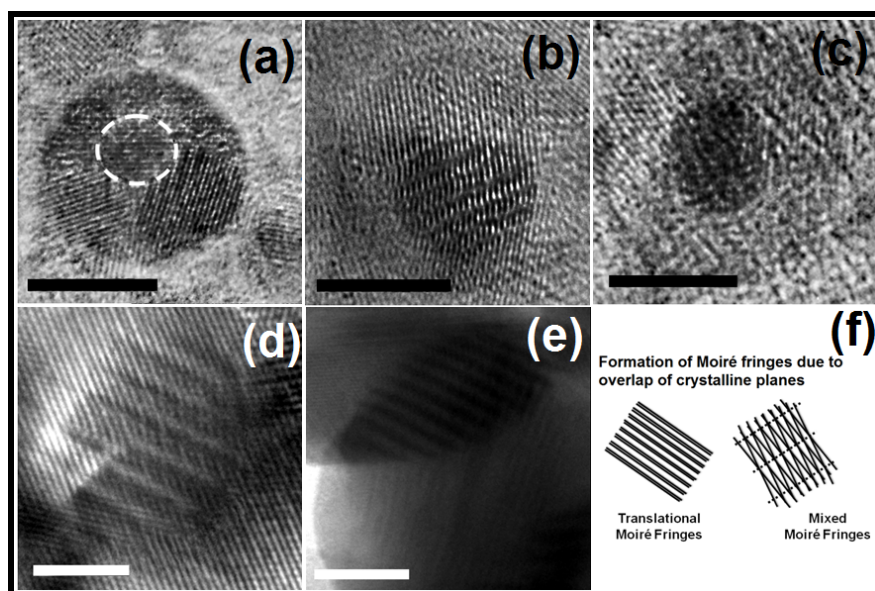 (a)
(b)
(c)
(d)
(e)
(f)
Formation of Moiré fringes due to
overlap of crystalline planes
Translational
Moiré Fringes
Mixed
Moiré Fringes